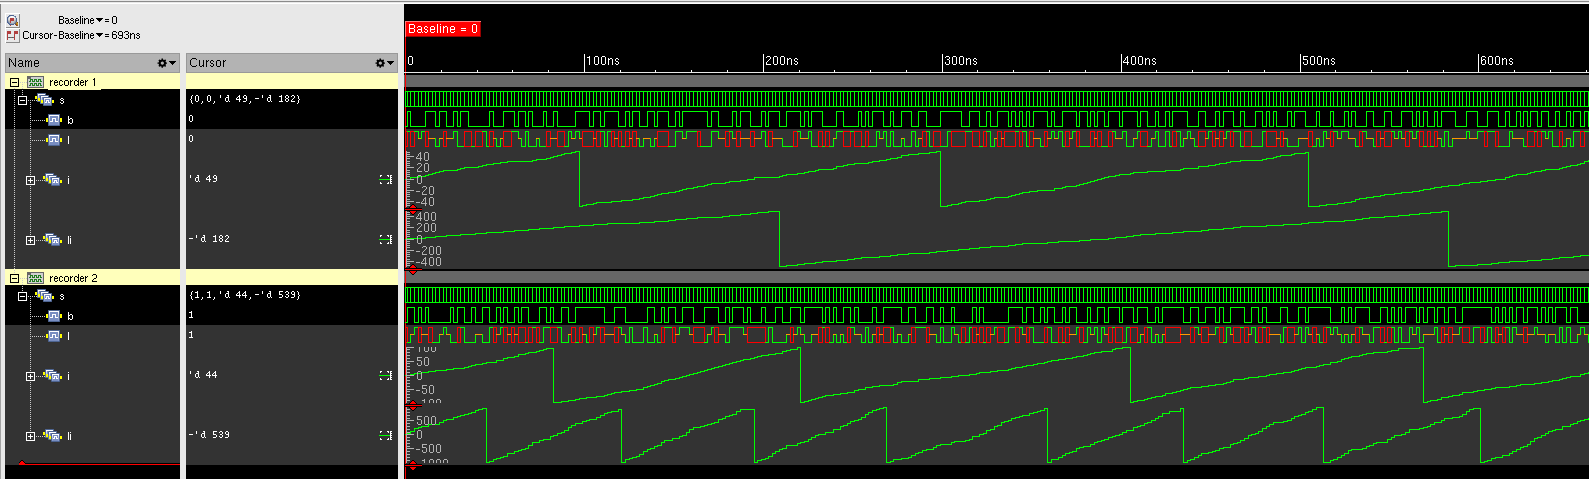 Baseline▼= 0
Cursor-Baseline▼= 693ns
Baseline = 0
Name
Cursor
0
100ns
200ns
300ns
400ns
500ns
600ns
recorder 1
s
{0,0,'d 49,-'d 182}
b
0
l
0
i
'd 49
40
20
0
-20
-40
li
-'d 182
400
200
0
-200
-400
recorder 2
s
{1,1,'d 44,-'d 539}
b
1
l
1
i
'd 44
100
50
0
-50
-100
li
-'d 539
500
0
-500
-1000